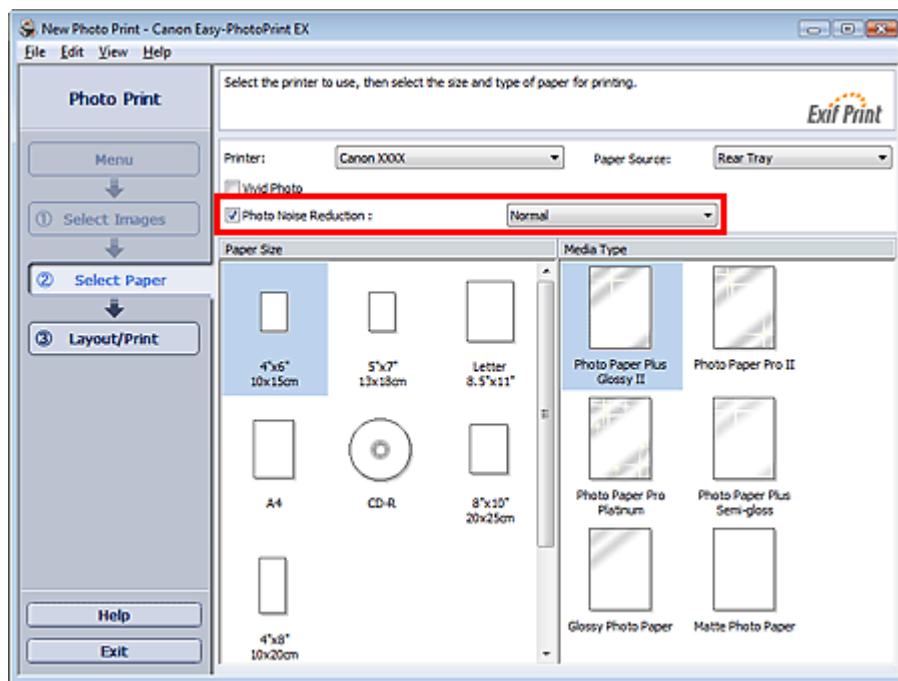 New Photo Print - Canon Easy-PhotoPrint EX
File Edit View Help
Photo Print
Menu
① Select Images
② Select Paper
③ Layout/Print
Help
Exit
Select the printer to use, then select the size and type of paper for printing.
Exif Print
Printer: Canon XXXX Paper Source: Rear Tray
Vivid Photo
Photo Noise Reduction : Normal
Paper Size
4"x6"
10x15cm
5"x7"
13x18cm
Letter
8.5"x11"
A4
CD-R
8"x10"
20x25cm
4"x8"
10x20cm
Media Type
Photo Paper Plus
Glossy II
Photo Paper Pro II
Photo Paper Pro
Platinum
Photo Paper Plus
Semi-gloss
Glossy Photo Paper
Matte Photo Paper